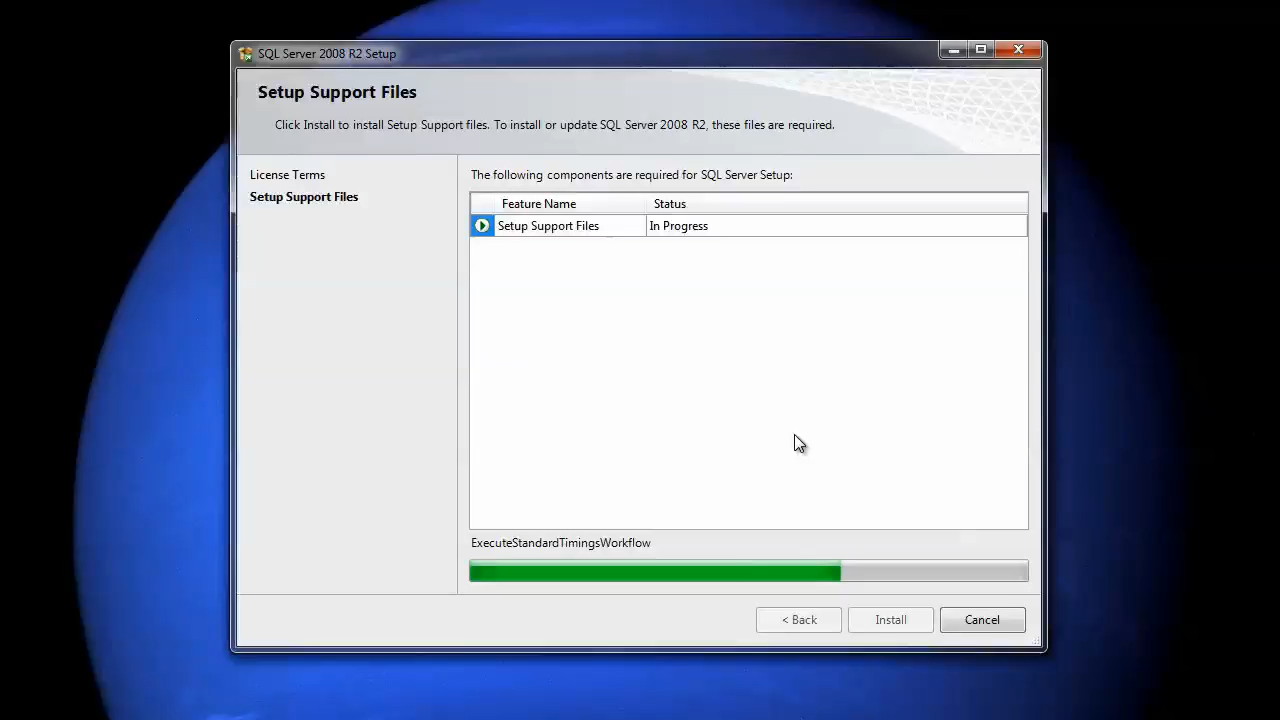 SQL Server 2008 R2 Setup
Setup Support Files
Click Install to install Setup Support files. To install or update SQL Server 2008 R2, these files are required.
License Terms
Setup Support Files
The following components are required for SQL Server Setup:
Feature Name Status
Setup Support Files In Progress
ExecuteStandardTimingsWorkflow
< Back Install Cancel